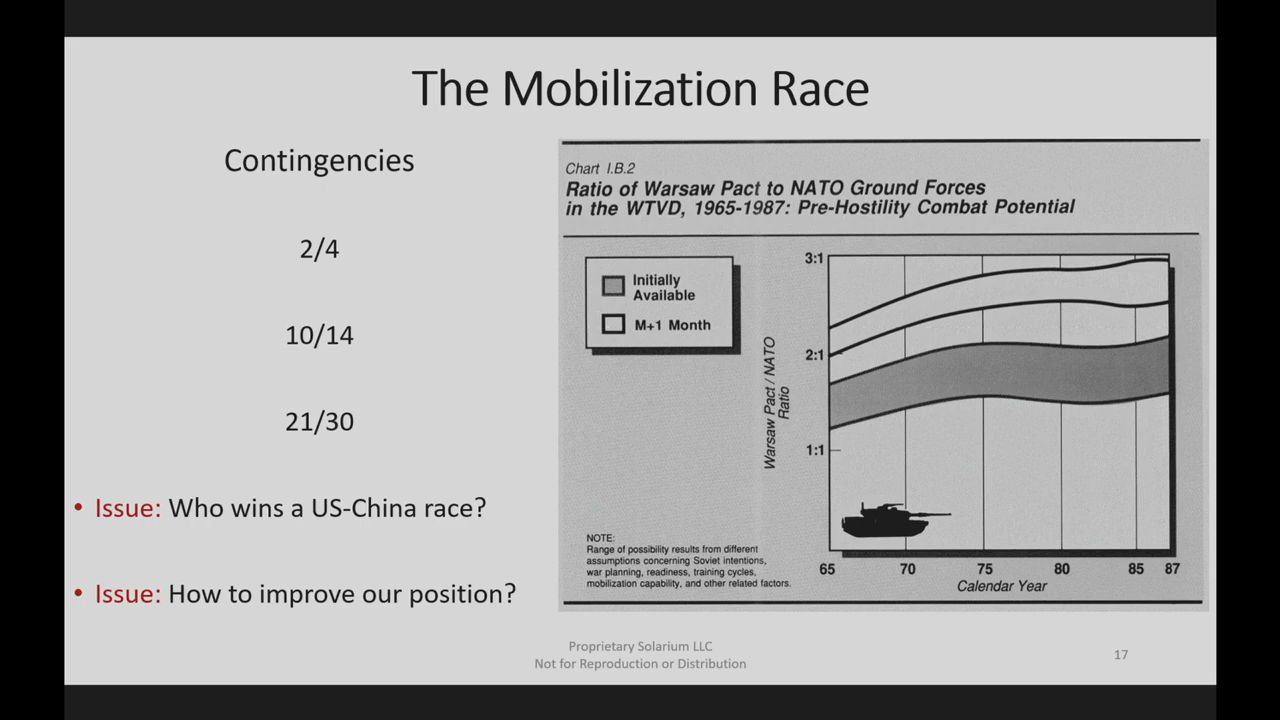 The Mobilization Race
Contingencies
2/4
10/14
21/30
• Issue: Who wins a US-China race?
• Issue: How to improve our position?
Chart I.B.2
Ratio of Warsaw Pact to NATO Ground Forces
in the WTVD, 1965-1987: Pre-Hostility Combat Potential
Initially
Available
M+1 Month
Warsaw Pact / NATO
Ratio
3:1
2:1
1:1
65 70 75 80 85 87
Calendar Year
NOTE:
Range of possibility results from different
assumptions concerning Soviet intentions,
war planning, readiness, training cycles,
mobilization capability, and other related factors.
Proprietary Solarium LLC
Not for Reproduction or Distribution
17